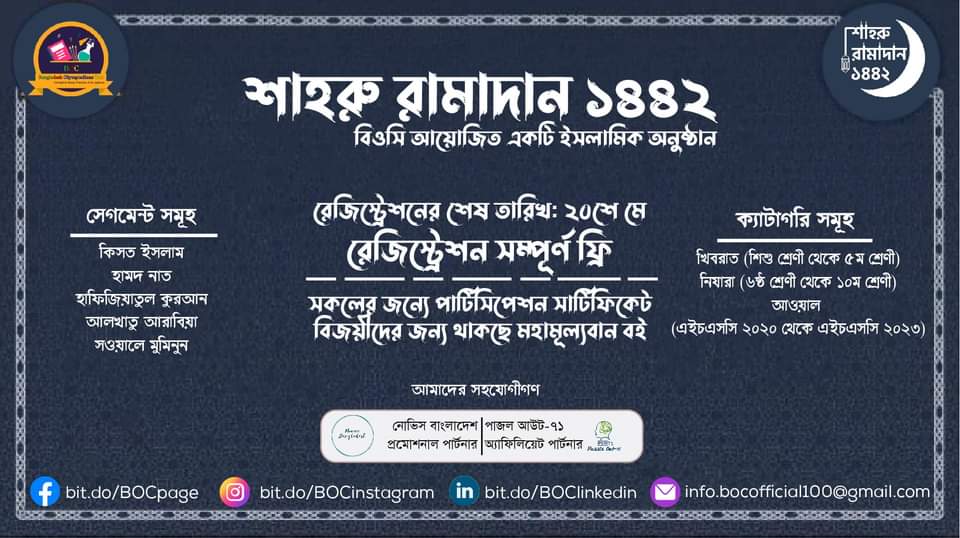 B C
শাহরু
রামাদান
১৪৪২
শাহরু রামাদান ১৪৪২
বিওসি আয়োজিত একটি ইসলামিক অনুষ্ঠান
সেগমেন্ট সমূহ
কিসত ইসলাম
হামদ নাত
হাফিজিয়াতুল কুরআন
আলখাতু আরাবিয়া
সওয়ালে মুমিনুন
রেজিস্ট্রেশনের শেষ তারিখ: ২০শে মে
রেজিস্ট্রেশন সম্পূর্ণ ফ্রি
সকলের জন্যে পার্টিসিপেশন সার্টিফিকেট
বিজয়ীদের জন্য থাকছে মহামূল্যবান বই
ক্যাটাগরি সমূহ
খিবরাত (শিশু শ্রেণী থেকে ৫ম শ্রেণী)
নিযারা (৬ষ্ঠ শ্রেণী থেকে ১০ম শ্রেণী)
আওয়াল
(এইচএসসি ২০২০ থেকে এইচএসসি ২০২৩)
আমাদের সহযোগীগণ
নোভিস বাংলাদেশ
প্রমোশনাল পার্টনার
পাজল আউট-৭১
অ্যাফিলিয়েট পার্টনার
bit.do/BOCpage
bit.do/BOCinstagram
bit.do/BOClinkedin
info.bocofficial100@gmail.com